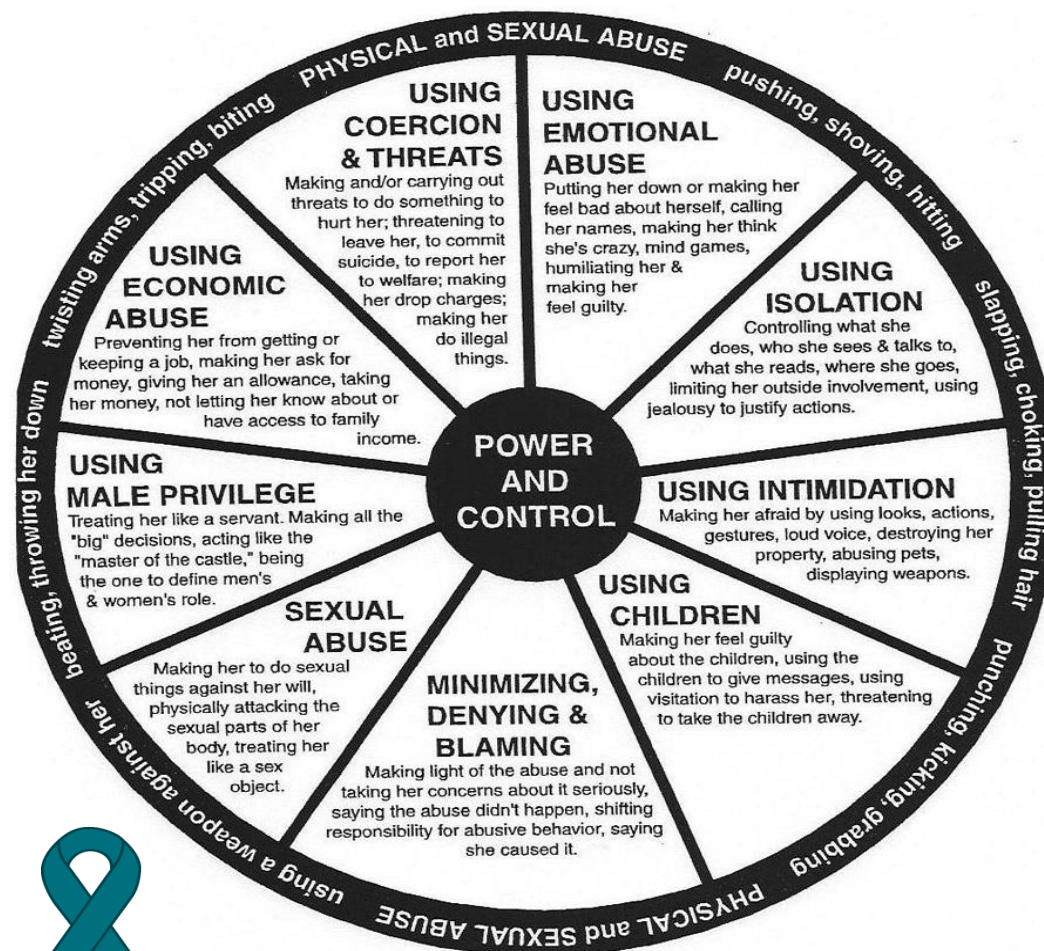 PHYSICAL and SEXUAL ABUSE
pushing, shoving, hitting
slapping, choking, pulling hair
punching, kicking, grabbing
PHYSICAL and SEXUAL ABUSE
using a weapon against her
beating, throwing her down
twisting arms, tripping, biting
USING
COERCION
& THREATS
Making and/or carrying out
threats to do something to
hurt her; threatening to
leave her, to commit
suicide, to report her
to welfare; making
her drop charges;
making her
do illegal
things.
USING
EMOTIONAL
ABUSE
Putting her down or making her
feel bad about herself, calling
her names, making her think
she's crazy, mind games,
humiliating her &
making her
feel guilty.
USING
ISOLATION
Controlling what she
does, who she sees & talks to,
what she reads, where she goes,
limiting her outside involvement, using
jealousy to justify actions.
USING INTIMIDATION
Making her afraid by using looks, actions,
gestures, loud voice, destroying her
property, abusing pets,
displaying weapons.
USING
CHILDREN
Making her feel guilty
about the children, using the
children to give messages, using
visitation to harass her, threatening
to take the children away.
MINIMIZING,
DENYING &
BLAMING
Making light of the abuse and not
taking her concerns about it seriously,
saying the abuse didn't happen, shifting
responsibility for abusive behavior, saying
she caused it.
SEXUAL
ABUSE
Making her to do sexual
things against her will,
physically attacking the
sexual parts of her
body, treating her
like a sex
object.
USING
MALE PRIVILEGE
Treating her like a servant. Making all the
"big" decisions, acting like the
"master of the castle," being
the one to define men's
& women's role.
USING
ECONOMIC
ABUSE
Preventing her from getting or
keeping a job, making her ask for
money, giving her an allowance, taking
her money, not letting her know about or
have access to family
income.
POWER
AND
CONTROL